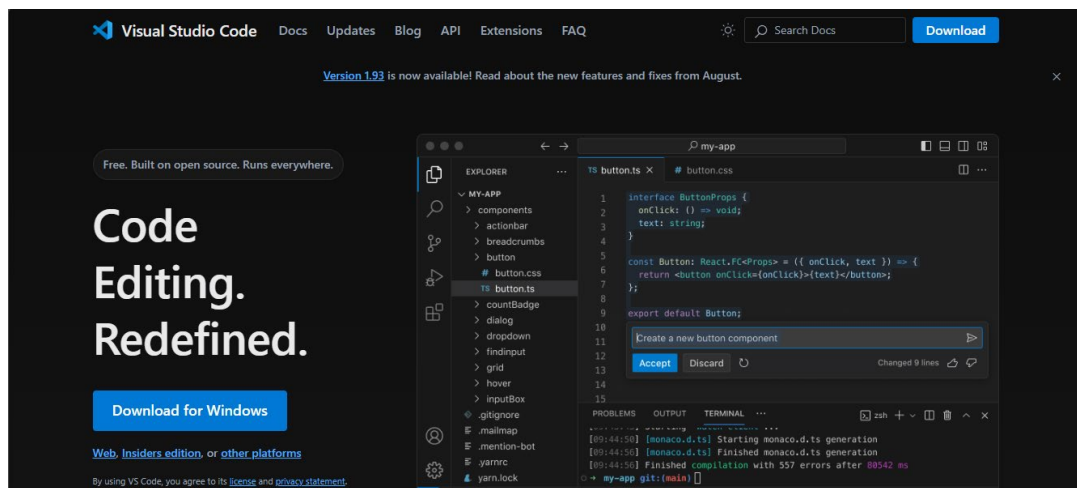 Visual Studio Code Docs Updates Blog API Extensions FAQ Search Docs Download
Version 1.93 is now available! Read about the new features and fixes from August.
Free. Built on open source. Runs everywhere.
Code
Editing.
Redefined.
Download for Windows
Web, Insiders edition, or other platforms
By using VS Code, you agree to its license and privacy statement.
my-app
EXPLORER
MY-APP
components
actionbar
breadcrumbs
button
# button.css
TS button.ts
countBadge
dialog
dropdown
findinput
grid
hover
inputBox
.gitignore
.mailmap
.mention-bot
.yarnrc
yarn.lock
TS button.ts # button.css
1 interface ButtonProps {
2 onClick: () => void;
3 text: string;
4 }
5
6 const Button: React.FC<Props> = ({ onClick, text }) => {
7 return <button onClick={onClick}>{text}</button>;
};
8
9 export default Button;
10
11 Create a new button component
12
13 Accept Discard Changed 9 lines
14
15
PROBLEMS OUTPUT TERMINAL ··· zsh
[09:44:50] [monaco.d.ts] Starting monaco.d.ts generation
[09:44:56] [monaco.d.ts] Finished monaco.d.ts generation
[09:44:56] Finished compilation with 557 errors after 80542 ms
my-app git:(main)